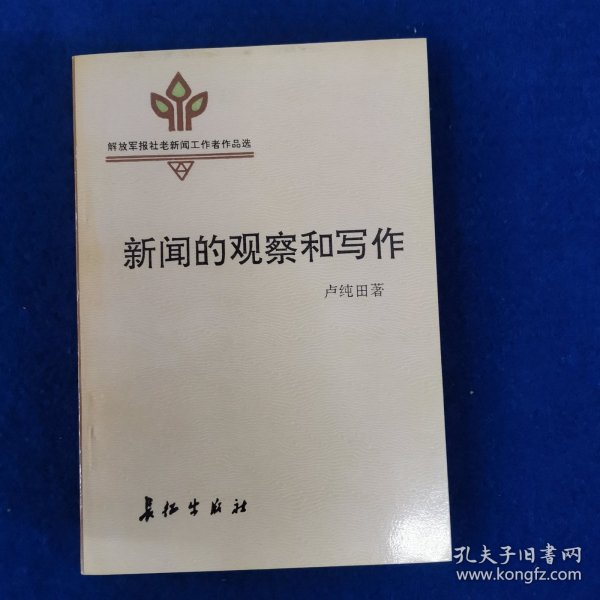 解放军报社老新闻工作者作品选
新闻的观察和写作
卢纯田著
长征出版社
孔夫子旧书网
www.kongfz.com